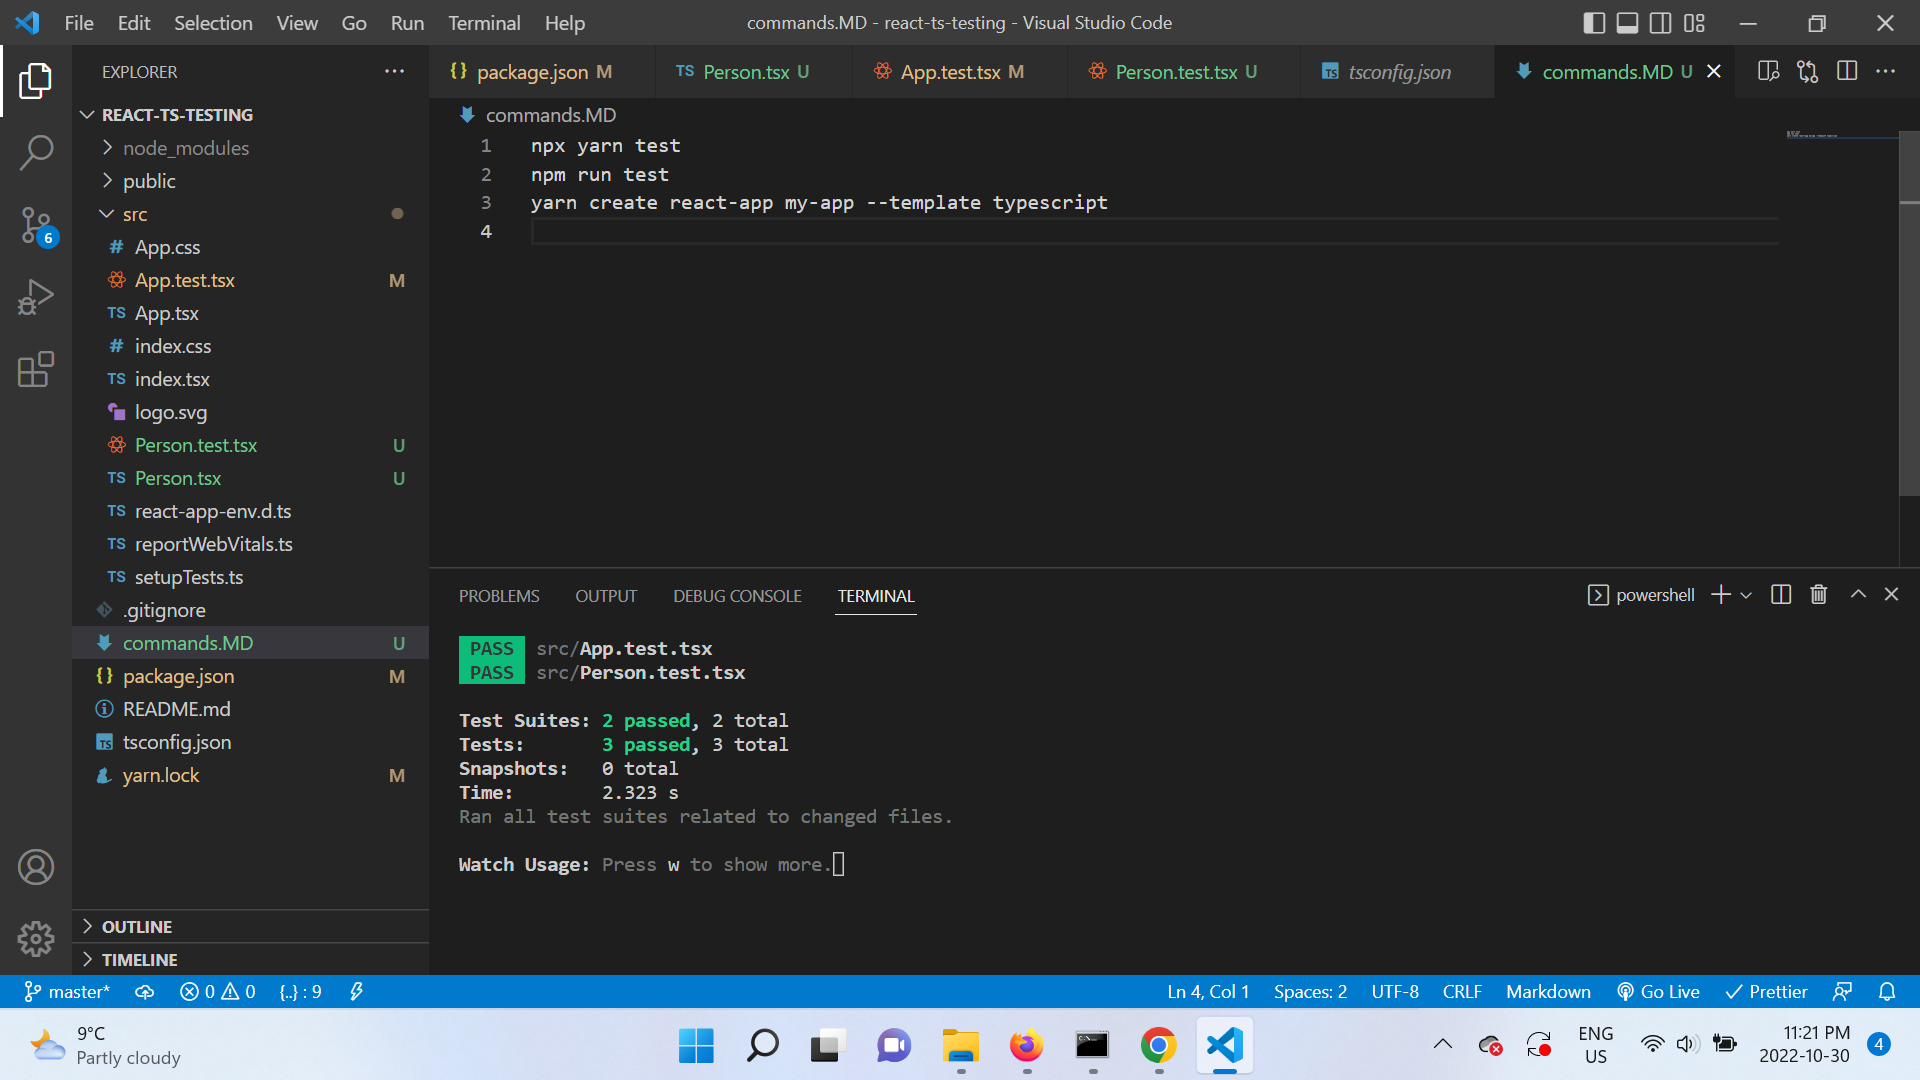 File Edit Selection View Go Run Terminal Help
commands.MD - react-ts-testing - Visual Studio Code
EXPLORER
REACT-TS-TESTING
node_modules
public
src
# App.css
App.test.tsx M
TS App.tsx
# index.css
TS index.tsx
logo.svg
Person.test.tsx U
TS Person.tsx U
TS react-app-env.d.ts
TS reportWebVitals.ts
TS setupTests.ts
.gitignore
commands.MD U
{} package.json M
README.md
TS tsconfig.json
yarn.lock M
OUTLINE
TIMELINE
6
{} package.json M
TS Person.tsx U
App.test.tsx M
Person.test.tsx U
TS tsconfig.json
commands.MD U
commands.MD
1 npx yarn test
2 npm run test
3 yarn create react-app my-app --template typescript
4
PROBLEMS OUTPUT DEBUG CONSOLE TERMINAL
powershell
PASS src/App.test.tsx
PASS src/Person.test.tsx
Test Suites: 2 passed, 2 total
Tests: 3 passed, 3 total
Snapshots: 0 total
Time: 2.323 s
Ran all test suites related to changed files.
Watch Usage: Press w to show more.
master* 0 0 {..} : 9
Ln 4, Col 1 Spaces: 2 UTF-8 CRLF Markdown Go Live Prettier
9°C
Partly cloudy
ENG
US
11:21 PM
2022-10-30
4